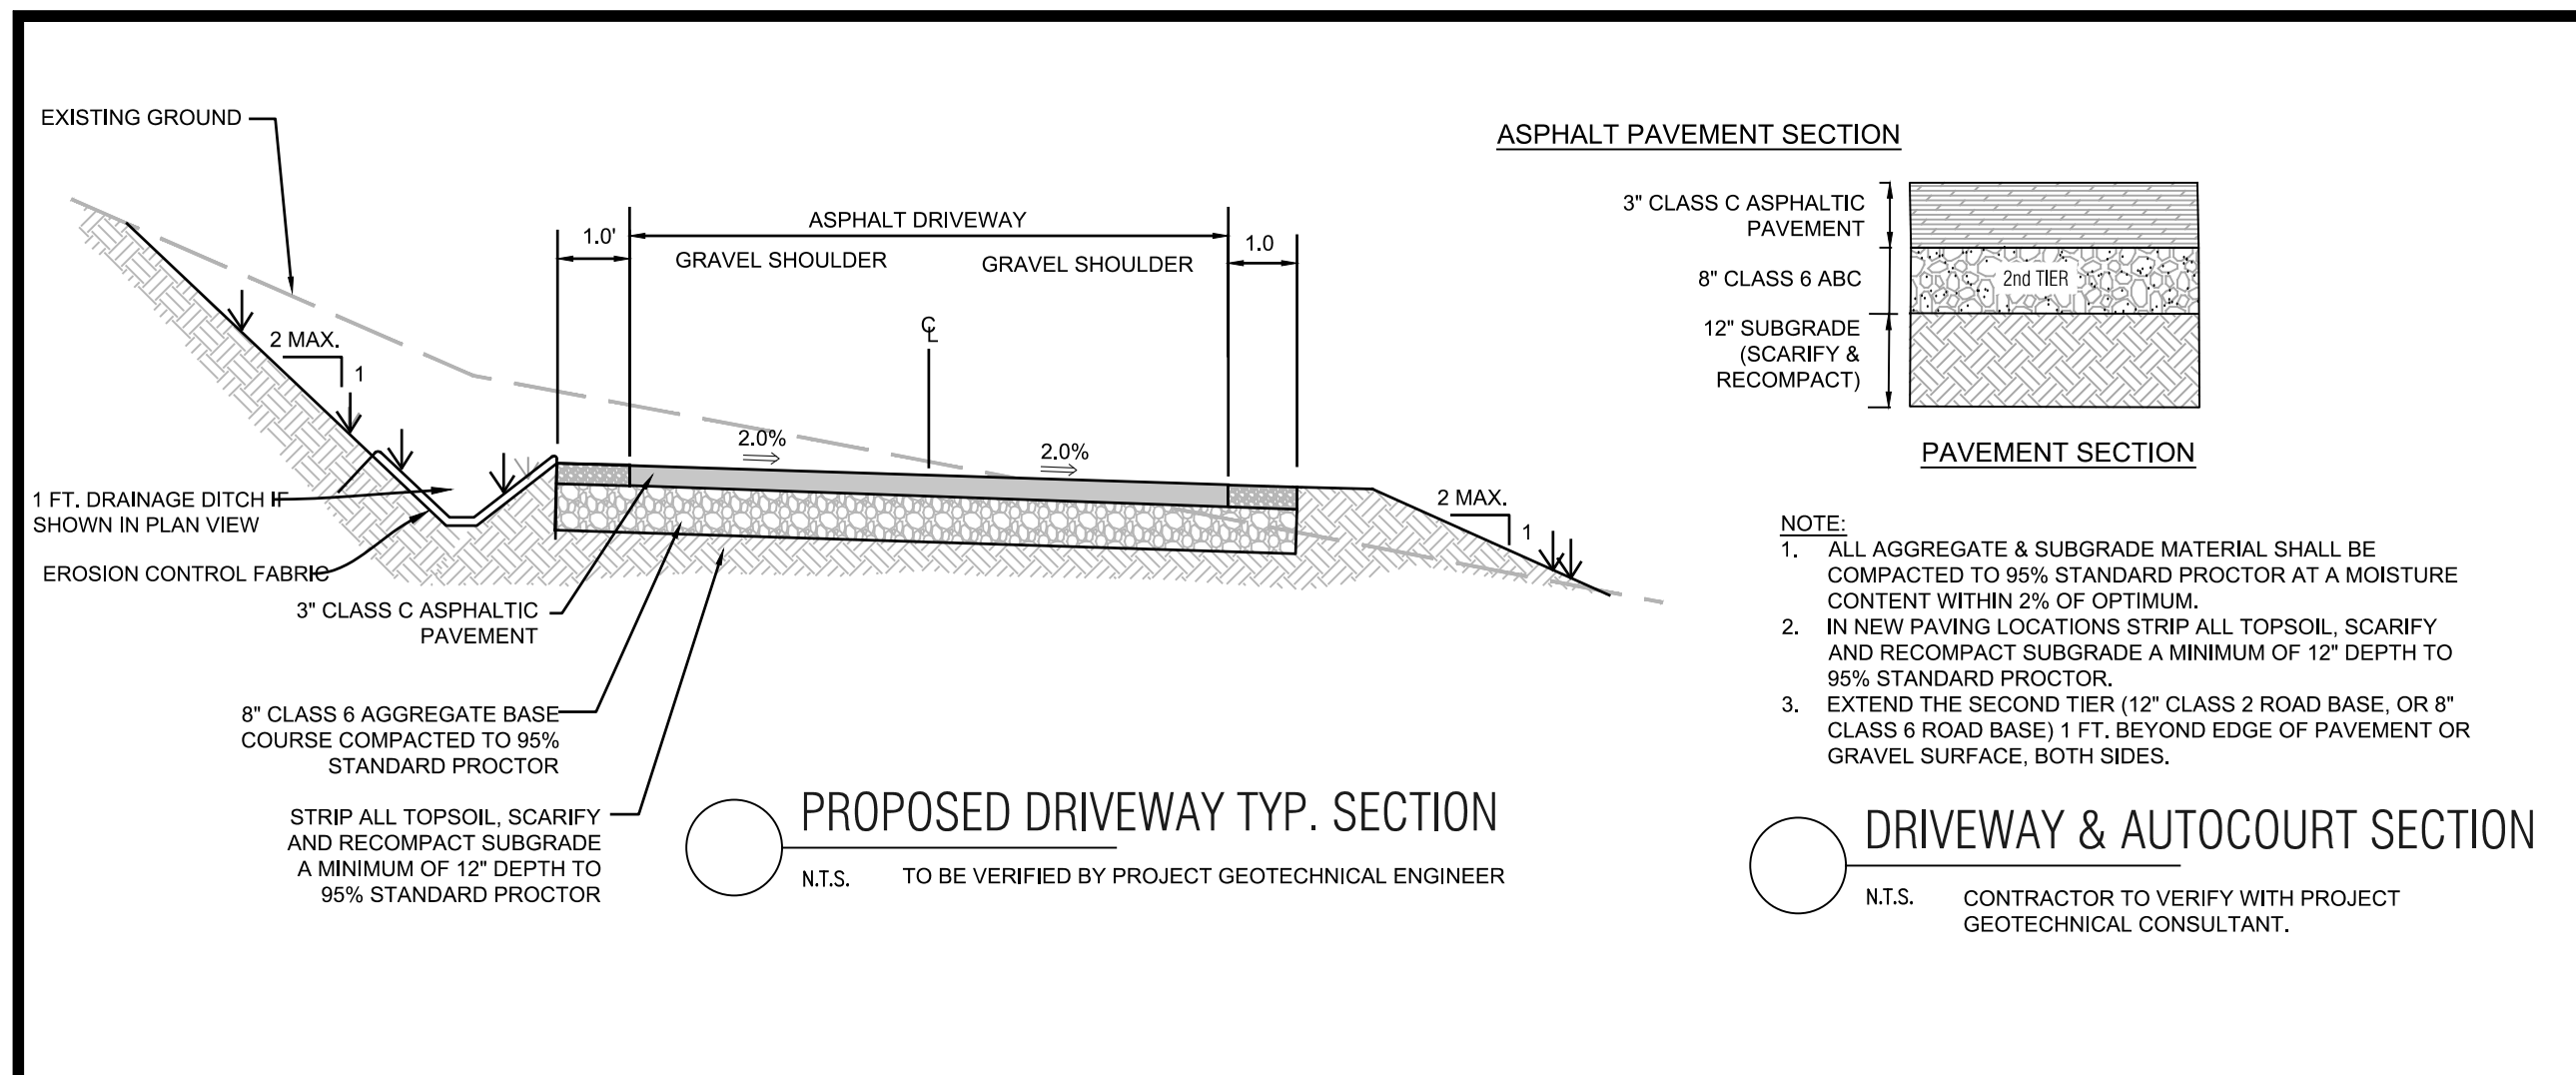 EXISTING GROUND
ASPHALT DRIVEWAY
1.0'
1.0
GRAVEL SHOULDER
GRAVEL SHOULDER
℄
2 MAX.
1
2.0%
2.0%
2 MAX.
1
1 FT. DRAINAGE DITCH IF
SHOWN IN PLAN VIEW
EROSION CONTROL FABRIC
3" CLASS C ASPHALTIC
PAVEMENT
8" CLASS 6 AGGREGATE BASE
COURSE COMPACTED TO 95%
STANDARD PROCTOR
STRIP ALL TOPSOIL, SCARIFY
AND RECOMPACT SUBGRADE
A MINIMUM OF 12" DEPTH TO
95% STANDARD PROCTOR
PROPOSED DRIVEWAY TYP. SECTION
N.T.S.
TO BE VERIFIED BY PROJECT GEOTECHNICAL ENGINEER
ASPHALT PAVEMENT SECTION
3" CLASS C ASPHALTIC
PAVEMENT
8" CLASS 6 ABC
2nd TIER
12" SUBGRADE
(SCARIFY &
RECOMPACT)
PAVEMENT SECTION
NOTE:
1. ALL AGGREGATE & SUBGRADE MATERIAL SHALL BE
COMPACTED TO 95% STANDARD PROCTOR AT A MOISTURE
CONTENT WITHIN 2% OF OPTIMUM.
2. IN NEW PAVING LOCATIONS STRIP ALL TOPSOIL, SCARIFY
AND RECOMPACT SUBGRADE A MINIMUM OF 12" DEPTH TO
95% STANDARD PROCTOR.
3. EXTEND THE SECOND TIER (12" CLASS 2 ROAD BASE, OR 8"
CLASS 6 ROAD BASE) 1 FT. BEYOND EDGE OF PAVEMENT OR
GRAVEL SURFACE, BOTH SIDES.
DRIVEWAY & AUTOCOURT SECTION
N.T.S.
CONTRACTOR TO VERIFY WITH PROJECT
GEOTECHNICAL CONSULTANT.